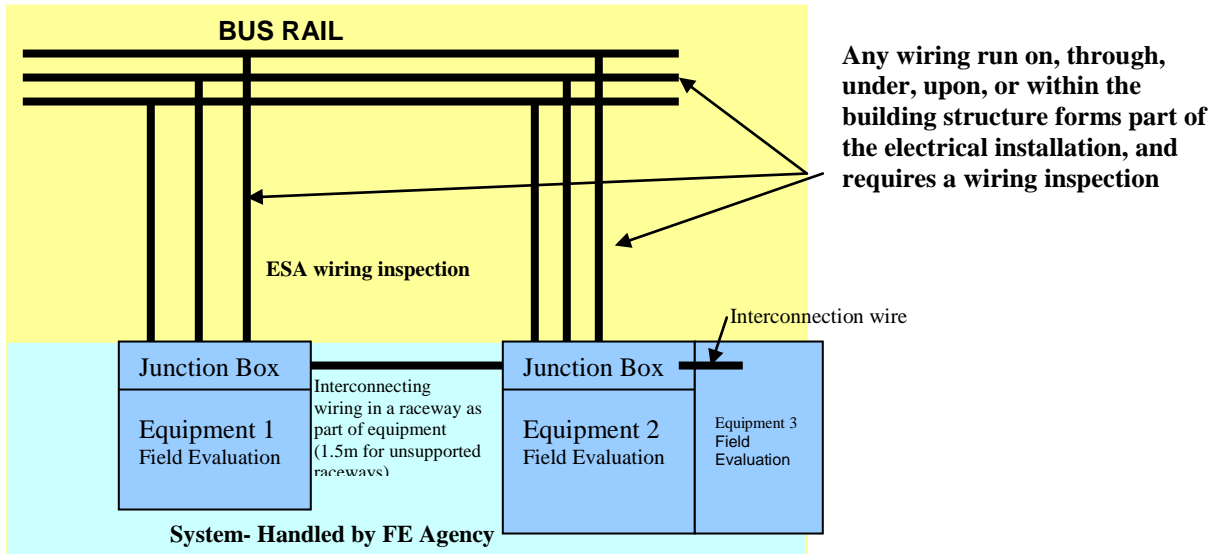 BUS RAIL
Any wiring run on, through,
under, upon, or within the
building structure forms part of
the electrical installation, and
requires a wiring inspection
ESA wiring inspection
Interconnection wire
Junction Box
Equipment 1
Field Evaluation
Interconnecting
wiring in a raceway as
part of equipment
(1.5m for unsupported
raceways)
Junction Box
Equipment 2
Field Evaluation
Equipment 3
Field
Evaluation
System- Handled by FE Agency